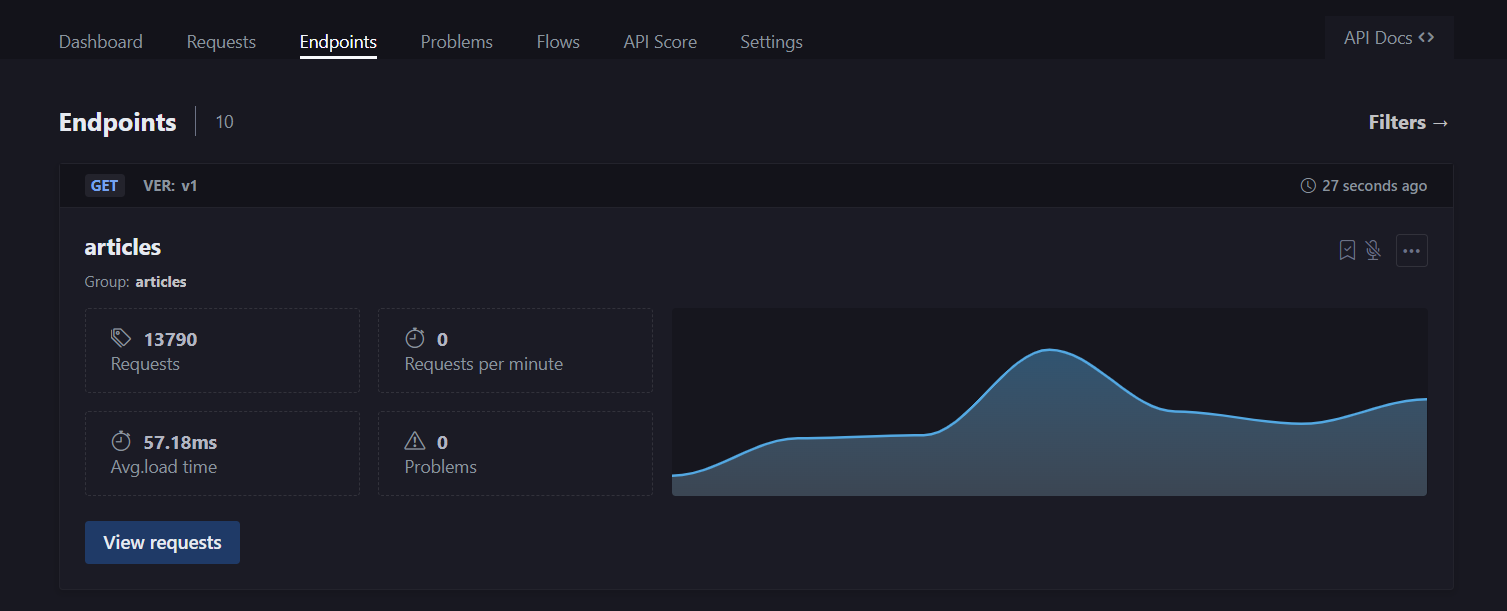 Dashboard Requests Endpoints Problems Flows API Score Settings API Docs <>
Endpoints 10 Filters →
GET VER: v1 27 seconds ago
articles
Group: articles
13790
Requests
0
Requests per minute
57.18ms
Avg.load time
0
Problems
View requests